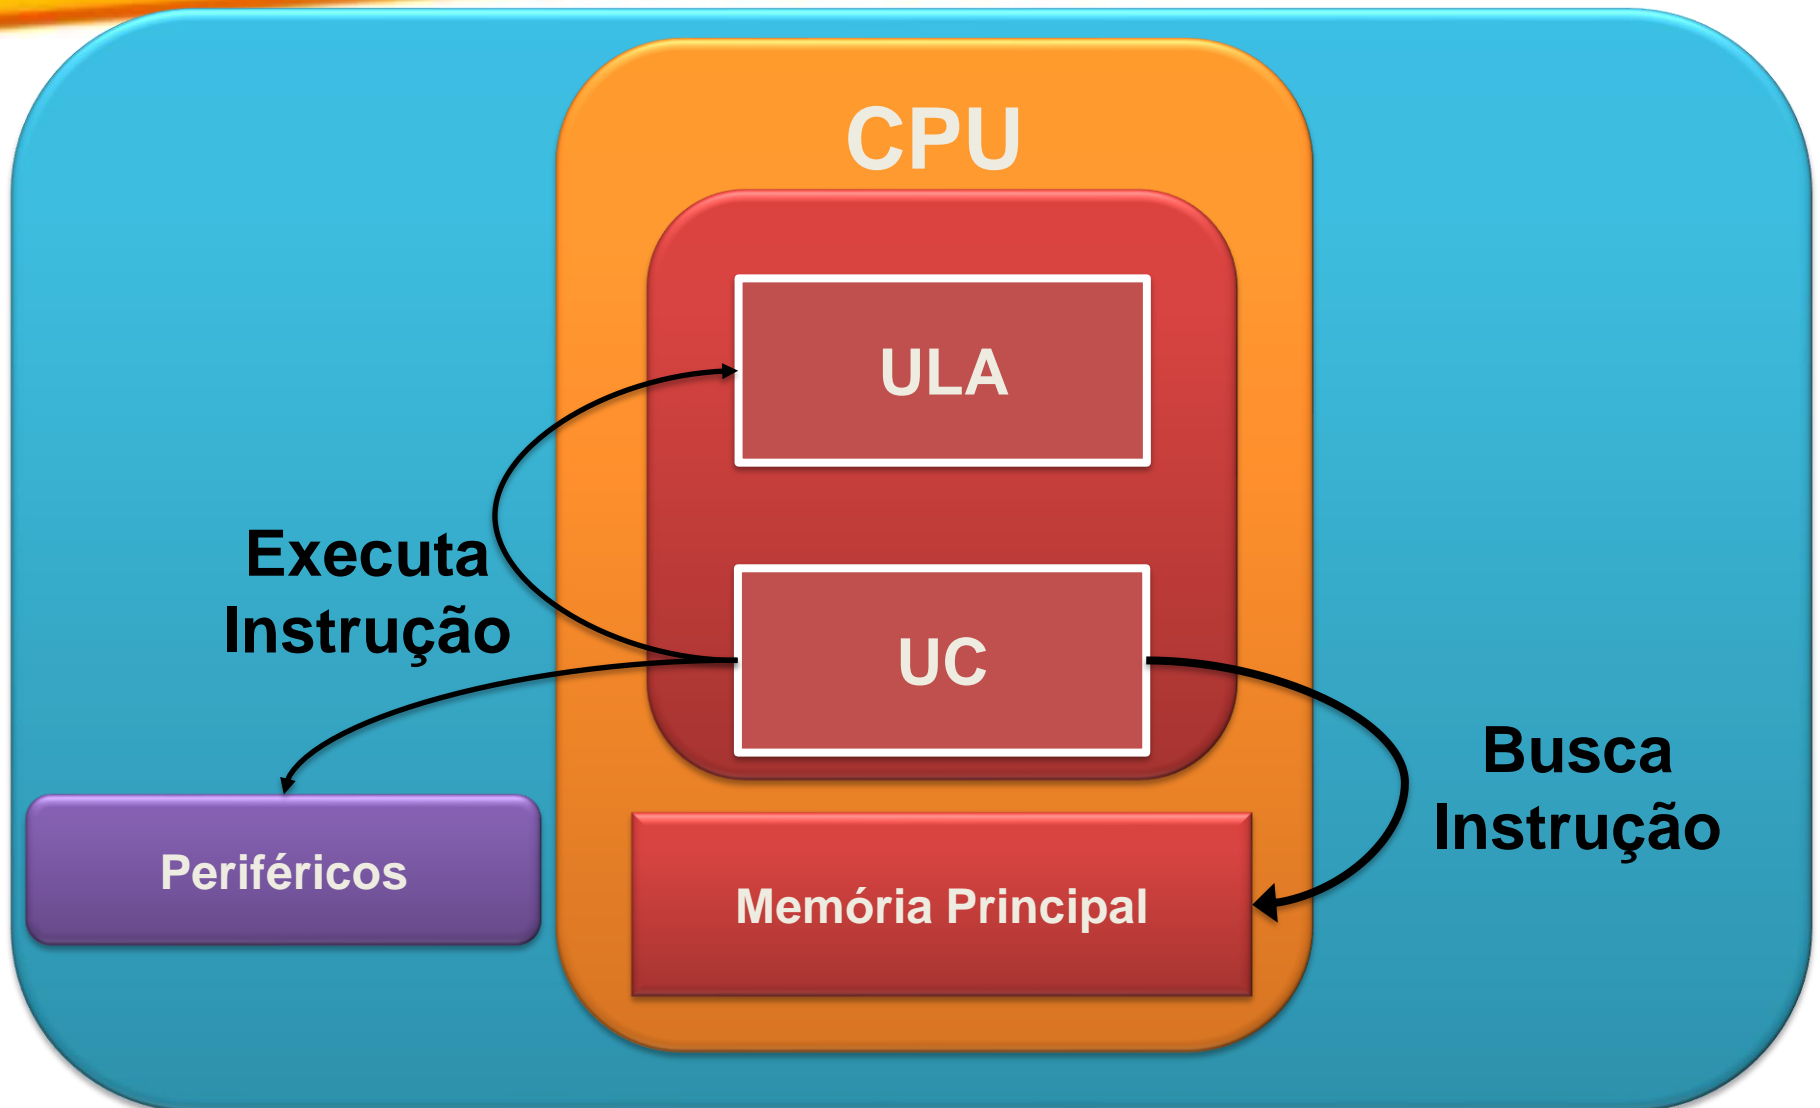 CPU
ULA
Executa
Instrução
UC
Busca
Instrução
Periféricos
Memória Principal